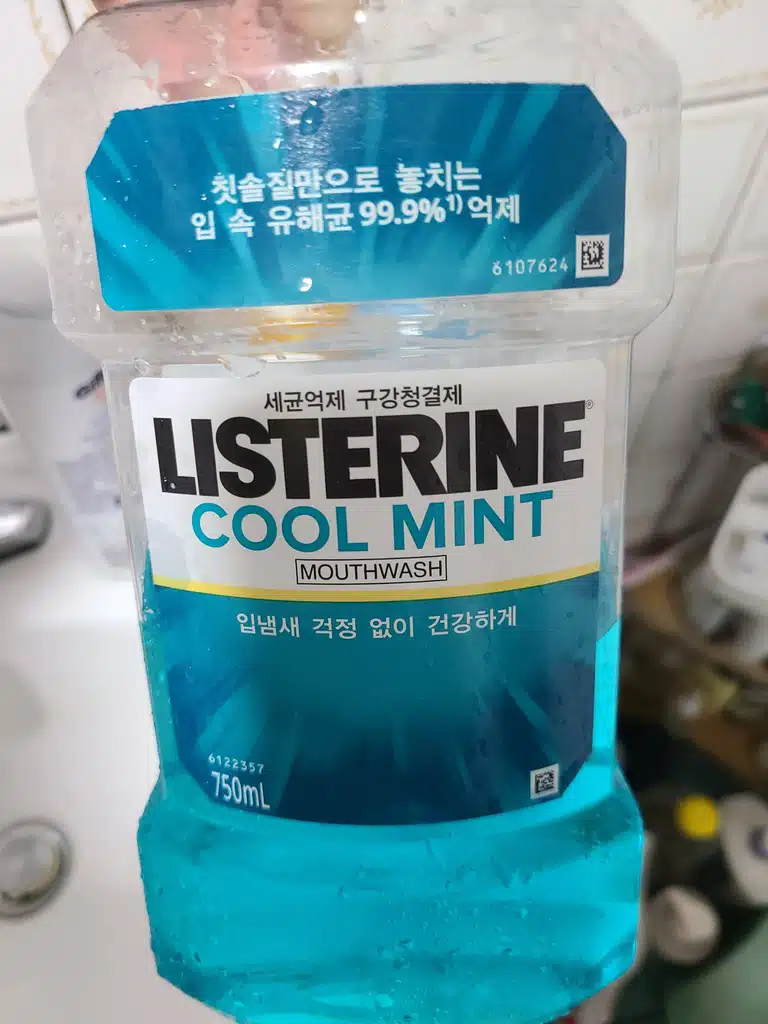 칫솔질만으로 놓치는
입 속 유해균 99.9%¹⁾ 억제
6107624
세균억제 구강청결제
LISTERINE®
COOL MINT
MOUTHWASH
입냄새 걱정 없이 건강하게
6122357
750mL